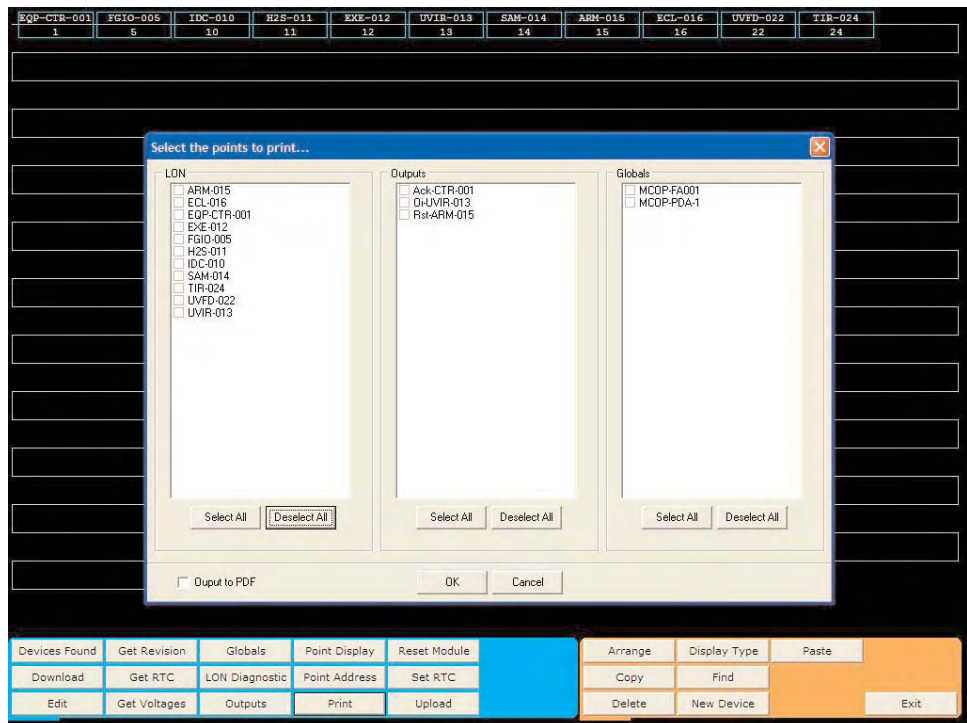 EQP-CTR-001 FGIO-005 IDC-010 H2S-011 EXE-012 UVIR-013 SAM-014 ARM-015 ECL-016 UVFD-022 TIR-024
1 5 10 11 12 13 14 15 16 22 24
Select the points to print...
LON Outputs Globals
ARM-015 Ack-CTR-001 MCOP-FA001
ECL-016 Oi-UVIR-013 MCOP-PDA-1
EQP-CTR-001 Rst-ARM-015
EXE-012
FGIO-005
H2S-011
IDC-010
SAM-014
TIR-024
UVFD-022
UVIR-013
Select All Deselect All Select All Deselect All Select All Deselect All
Ouput to PDF OK Cancel
Devices Found Get Revision Globals Point Display Reset Module Arrange Display Type Paste
Download Get RTC LON Diagnostic Point Address Set RTC Copy Find
Edit Get Voltages Outputs Print Upload Delete New Device Exit